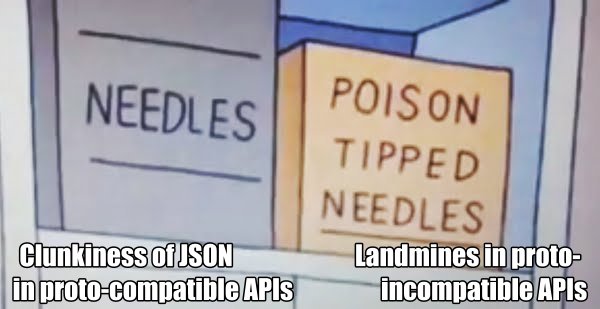 NEEDLES
POISON
TIPPED
NEEDLES
Clunkiness of JSON
in proto-compatible APIs
Landmines in proto-
incompatible APIs